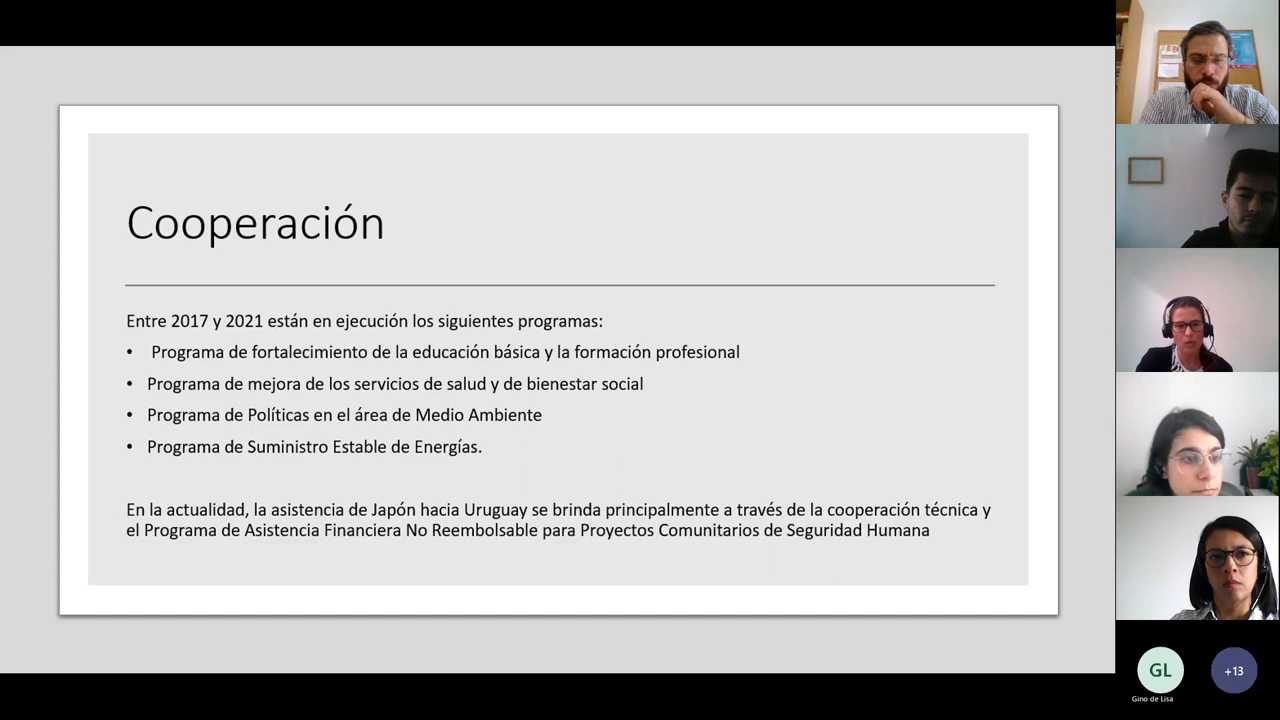 Cooperación
Entre 2017 y 2021 están en ejecución los siguientes programas:
• Programa de fortalecimiento de la educación básica y la formación profesional
• Programa de mejora de los servicios de salud y de bienestar social
• Programa de Políticas en el área de Medio Ambiente
• Programa de Suministro Estable de Energías.
En la actualidad, la asistencia de Japón hacia Uruguay se brinda principalmente a través de la cooperación técnica y
el Programa de Asistencia Financiera No Reembolsable para Proyectos Comunitarios de Seguridad Humana
GL
+13
Gino de Lisa